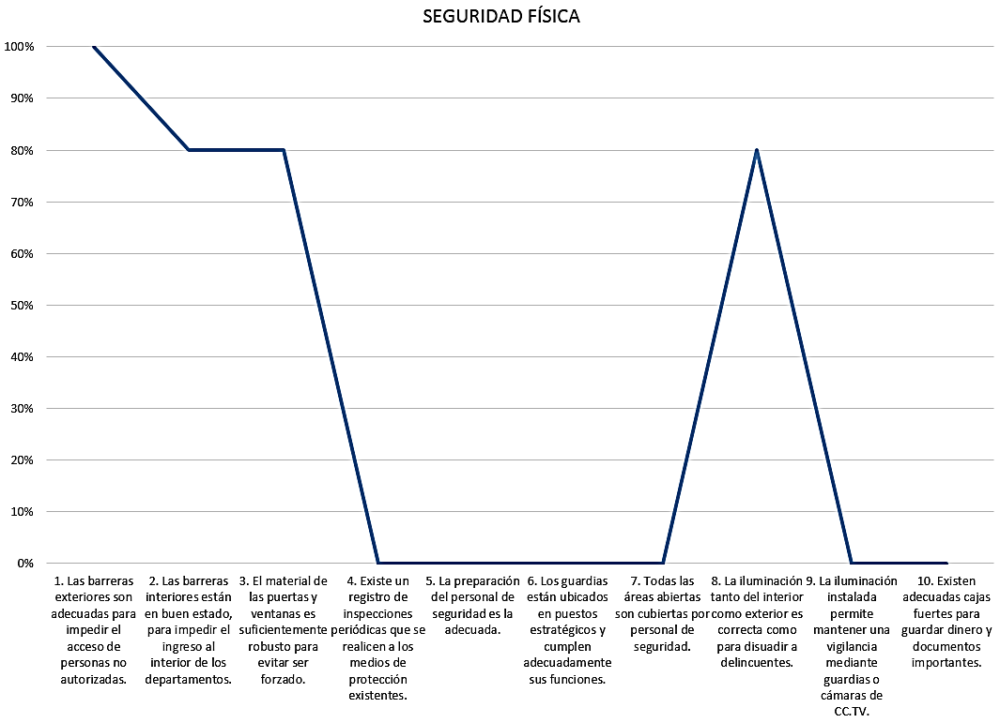 SEGURIDAD FÍSICA
100%
90%
80%
70%
60%
50%
40%
30%
20%
10%
0%
1. Las barreras
exteriores son
adecuadas para
impedir el
acceso de
personas no
autorizadas.
2. Las barreras
interiores están
en buen estado,
para impedir el
ingreso al
interior de los
departamentos.
3. El material de
las puertas y
ventanas es
suficientemente
robusto para
evitar ser
forzado.
4. Existe un
registro de
inspecciones
periódicas que se
realicen a los
medios de
protección
existentes.
5. La preparación
del personal de
seguridad es la
adecuada.
6. Los guardias
están ubicados
en puestos
estratégicos y
cumplen
adecuadamente
sus funciones.
7. Todas las
áreas abiertas
son cubiertas por
personal de
seguridad.
8. La iluminación
tanto del interior
como exterior es
correcta como
para disuadir a
delincuentes.
9. La iluminación
instalada
permite
mantener una
vigilancia
mediante
guardias o
cámaras de
CC.TV.
10. Existen
adecuadas cajas
fuertes para
guardar dinero y
documentos
importantes.